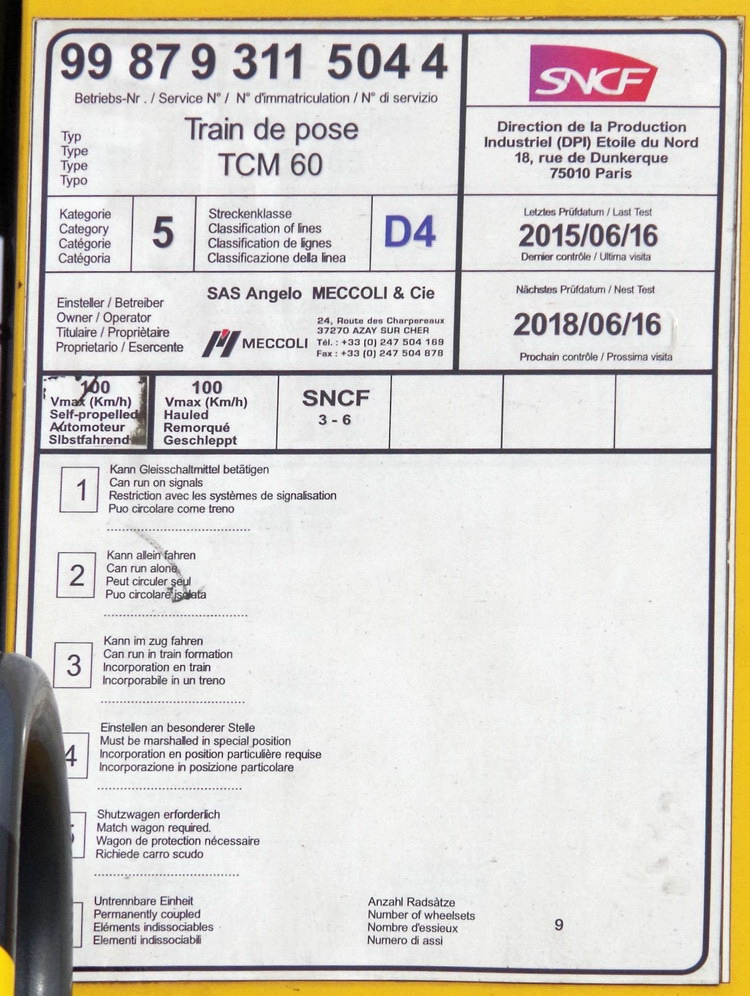 99 87 9 311 504 4
Betriebs-Nr . / Service N° / N° d'immatriculation / N° di servizio
Typ
Type
Type
Typo
Train de pose
TCM 60
SNCF
Direction de la Production
Industriel (DPI) Etoile du Nord
18, rue de Dunkerque
75010 Paris
Kategorie
Category
Catégorie
Catégoria
5
Streckenklasse
Classification of lines
Classification de lignes
Classificazione della linea
D4
Letztes Prüfdatum / Last Test
2015/06/16
Dernier contrôle / Ultima visita
Einsteller / Betreiber
Owner / Operator
Titulaire / Propriètaire
Proprietario / Esercente
SAS Angelo MECCOLI & Cie
MECCOLI
24, Route des Charpereaux
37270 AZAY SUR CHER
Tél. : +33 (0) 247 504 169
Fax : +33 (0) 247 504 878
Nächstes Prüfdatum / Nest Test
2018/06/16
Prochain contrôle / Prossima visita
100
Vmax (Km/h)
Self-propelled
Automoteur
Slbstfahrend
100
Vmax (Km/h)
Hauled
Remorqué
Geschleppt
SNCF
3 - 6
1
Kann Gleisschaltmittel betätigen
Can run on signals
Restriction avec les systèmes de signalisation
Puo circolare come treno
2
Kann allein fahren
Can run alone
Peut circuler seul
Puo circolare isolata
3
Kann im zug fahren
Can run in train formation
Incorporation en train
Incorporabile in un treno
4
Einstellen an besonderer Stelle
Must be marshalled in special position
Incorporation en position particulière requise
Incorporazione in posizione particolare
Shutzwagen erforderlich
Match wagon required.
Wagon de protection nécessaire
Richiede carro scudo
Untrennbare Einheit
Permanently coupled
Eléments indissociables
Elementi indissociabili
Anzahl Radsätze
Number of wheelsets
Nombre d'essieux
Numero di assi
9